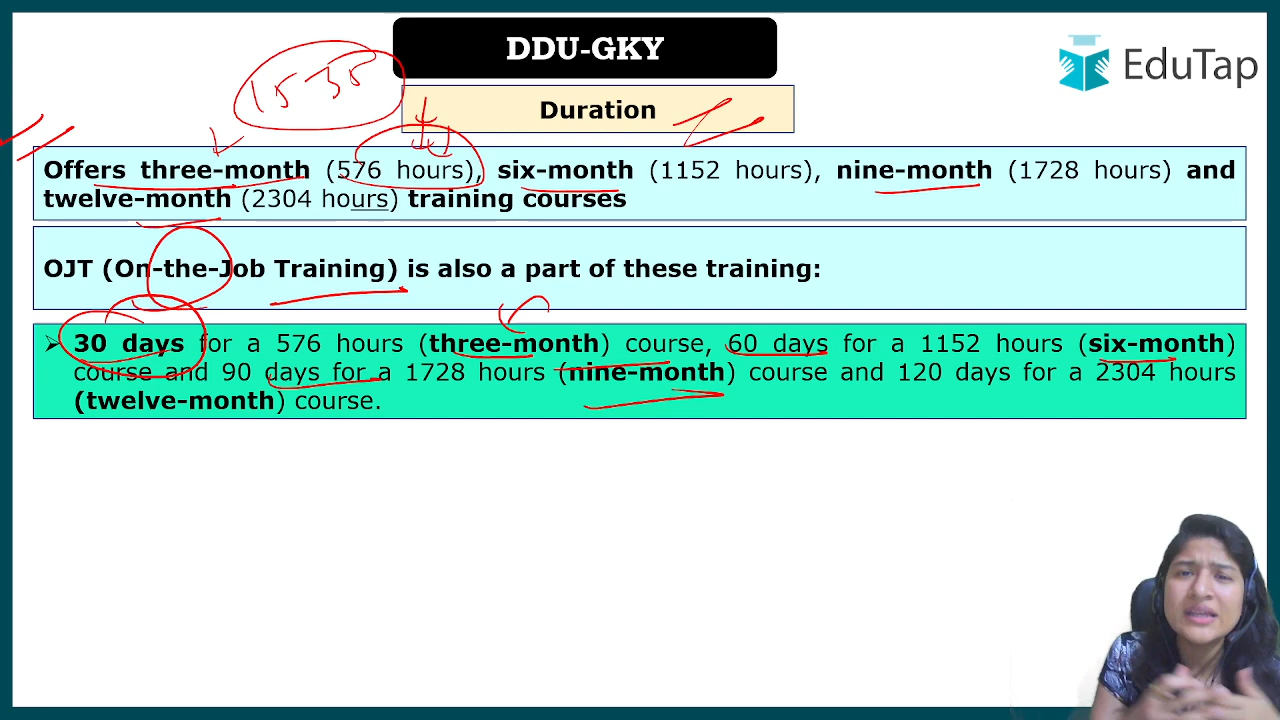 DDU-GKY
EduTap
15-35
Duration
Offers three-month (576 hours), six-month (1152 hours), nine-month (1728 hours) and
twelve-month (2304 hours) training courses
OJT (On-the-Job Training) is also a part of these training:
➢ 30 days for a 576 hours (three-month) course, 60 days for a 1152 hours (six-month)
course and 90 days for a 1728 hours (nine-month) course and 120 days for a 2304 hours
(twelve-month) course.